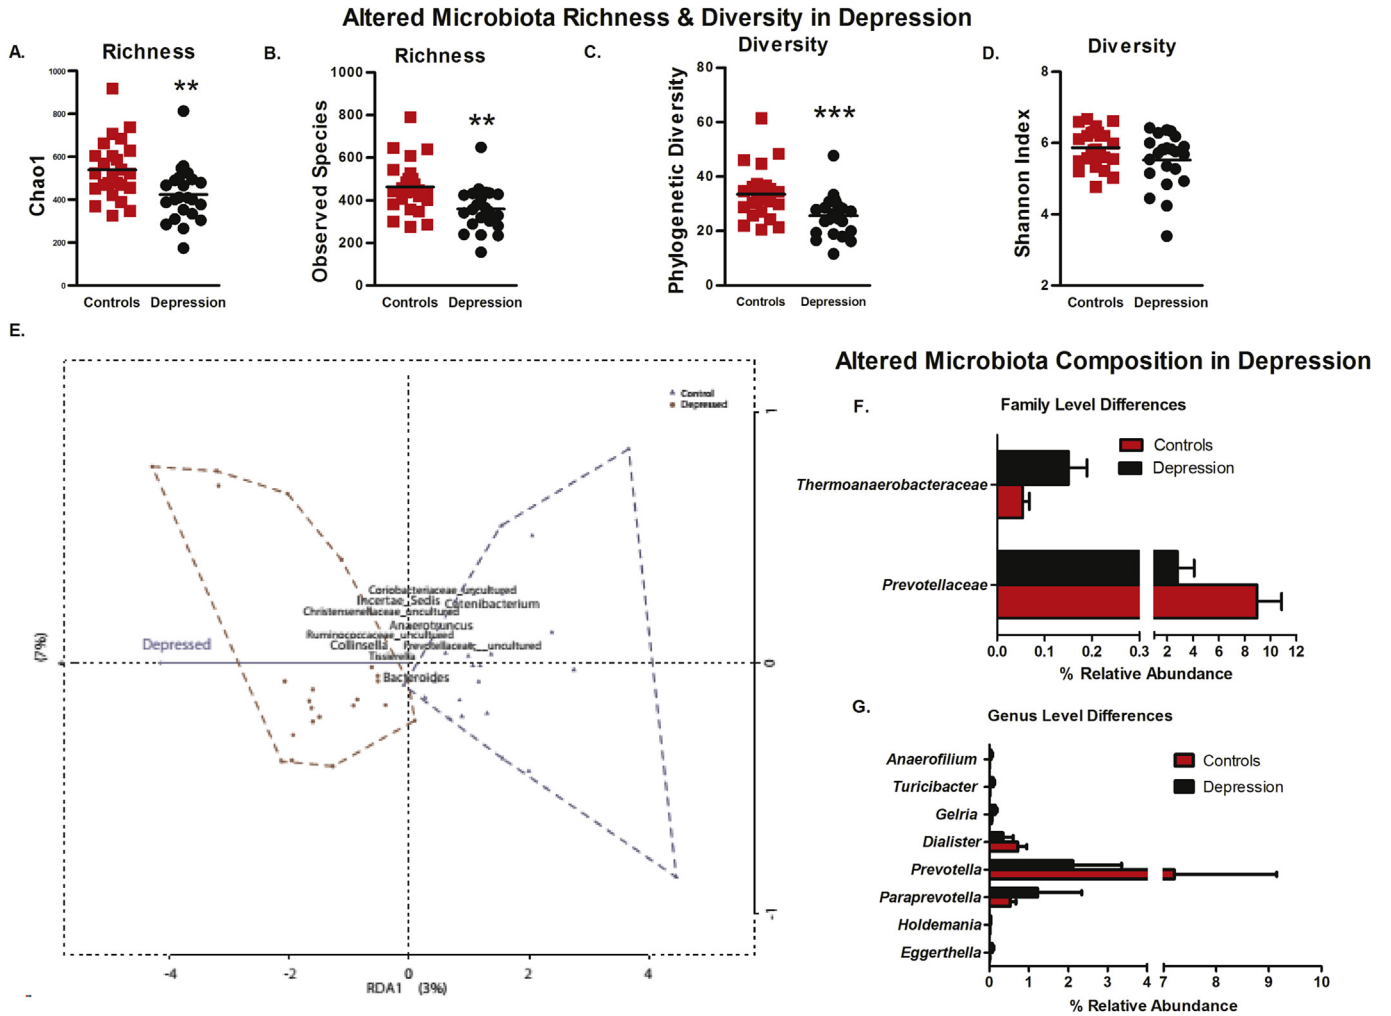 Altered Microbiota Richness & Diversity in Depression
A.
Richness
Chao1
1000
800
600
400
200
0
**
Controls
Depression
B.
Richness
Observed Species
1000
800
600
400
200
0
**
Controls
Depression
C.
Diversity
Phylogenetic Diversity
80
60
40
20
0
***
Controls
Depression
D.
Diversity
Shannon Index
8
6
4
2
Controls
Depression
E.
Control
Depressed
1
0
-1
(7%)
Depressed
Coriobacteriaceae_uncultured
Incertae_Sedis
Catenibacterium
Christensenellaceae_uncultured
Anaerotruncus
Ruminococcaceae_uncultured
Collinsella
Prevotellaceae_uncultured
Tissierella
Bacteroides
-4
-2
0
2
4
RDA1 (3%)
Altered Microbiota Composition in Depression
F.
Family Level Differences
Controls
Depression
Thermoanaerobacteraceae
Prevotellaceae
0.0
0.1
0.2
0.3
2
4
6
8
10
12
% Relative Abundance
G.
Genus Level Differences
Controls
Depression
Anaerofilium
Turicibacter
Gelria
Dialister
Prevotella
Paraprevotella
Holdemania
Eggerthella
0
1
2
3
4
7
8
9
10
% Relative Abundance